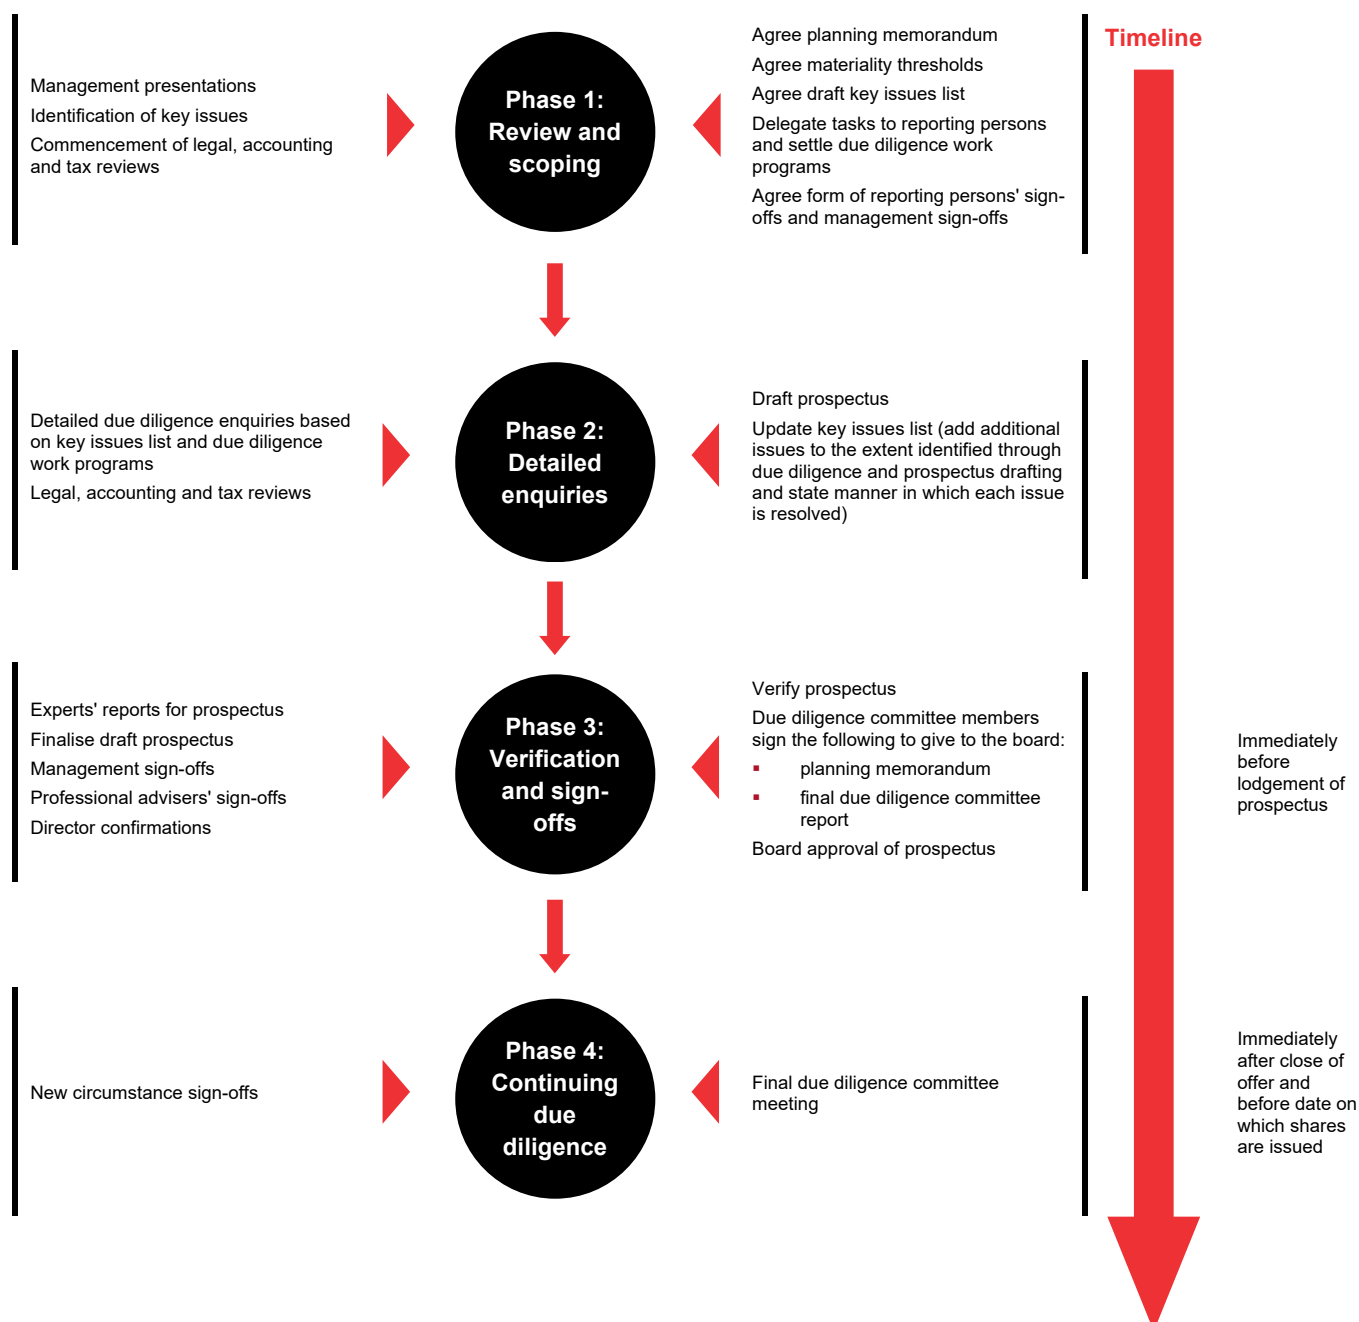 Timeline
Management presentations
Identification of key issues
Commencement of legal, accounting
and tax reviews
Phase 1:
Review and
scoping
Agree planning memorandum
Agree materiality thresholds
Agree draft key issues list
Delegate tasks to reporting persons
and settle due diligence work
programs
Agree form of reporting persons' sign-
offs and management sign-offs
Detailed due diligence enquiries based
on key issues list and due diligence
work programs
Legal, accounting and tax reviews
Phase 2:
Detailed
enquiries
Draft prospectus
Update key issues list (add additional
issues to the extent identified through
due diligence and prospectus drafting
and state manner in which each issue
is resolved)
Experts' reports for prospectus
Finalise draft prospectus
Management sign-offs
Professional advisers' sign-offs
Director confirmations
Phase 3:
Verification
and sign-
offs
Verify prospectus
Due diligence committee members
sign the following to give to the board:
▪ planning memorandum
▪ final due diligence committee
report
Board approval of prospectus
Immediately
before
lodgement of
prospectus
New circumstance sign-offs
Phase 4:
Continuing
due
diligence
Final due diligence committee
meeting
Immediately
after close of
offer and
before date on
which shares
are issued